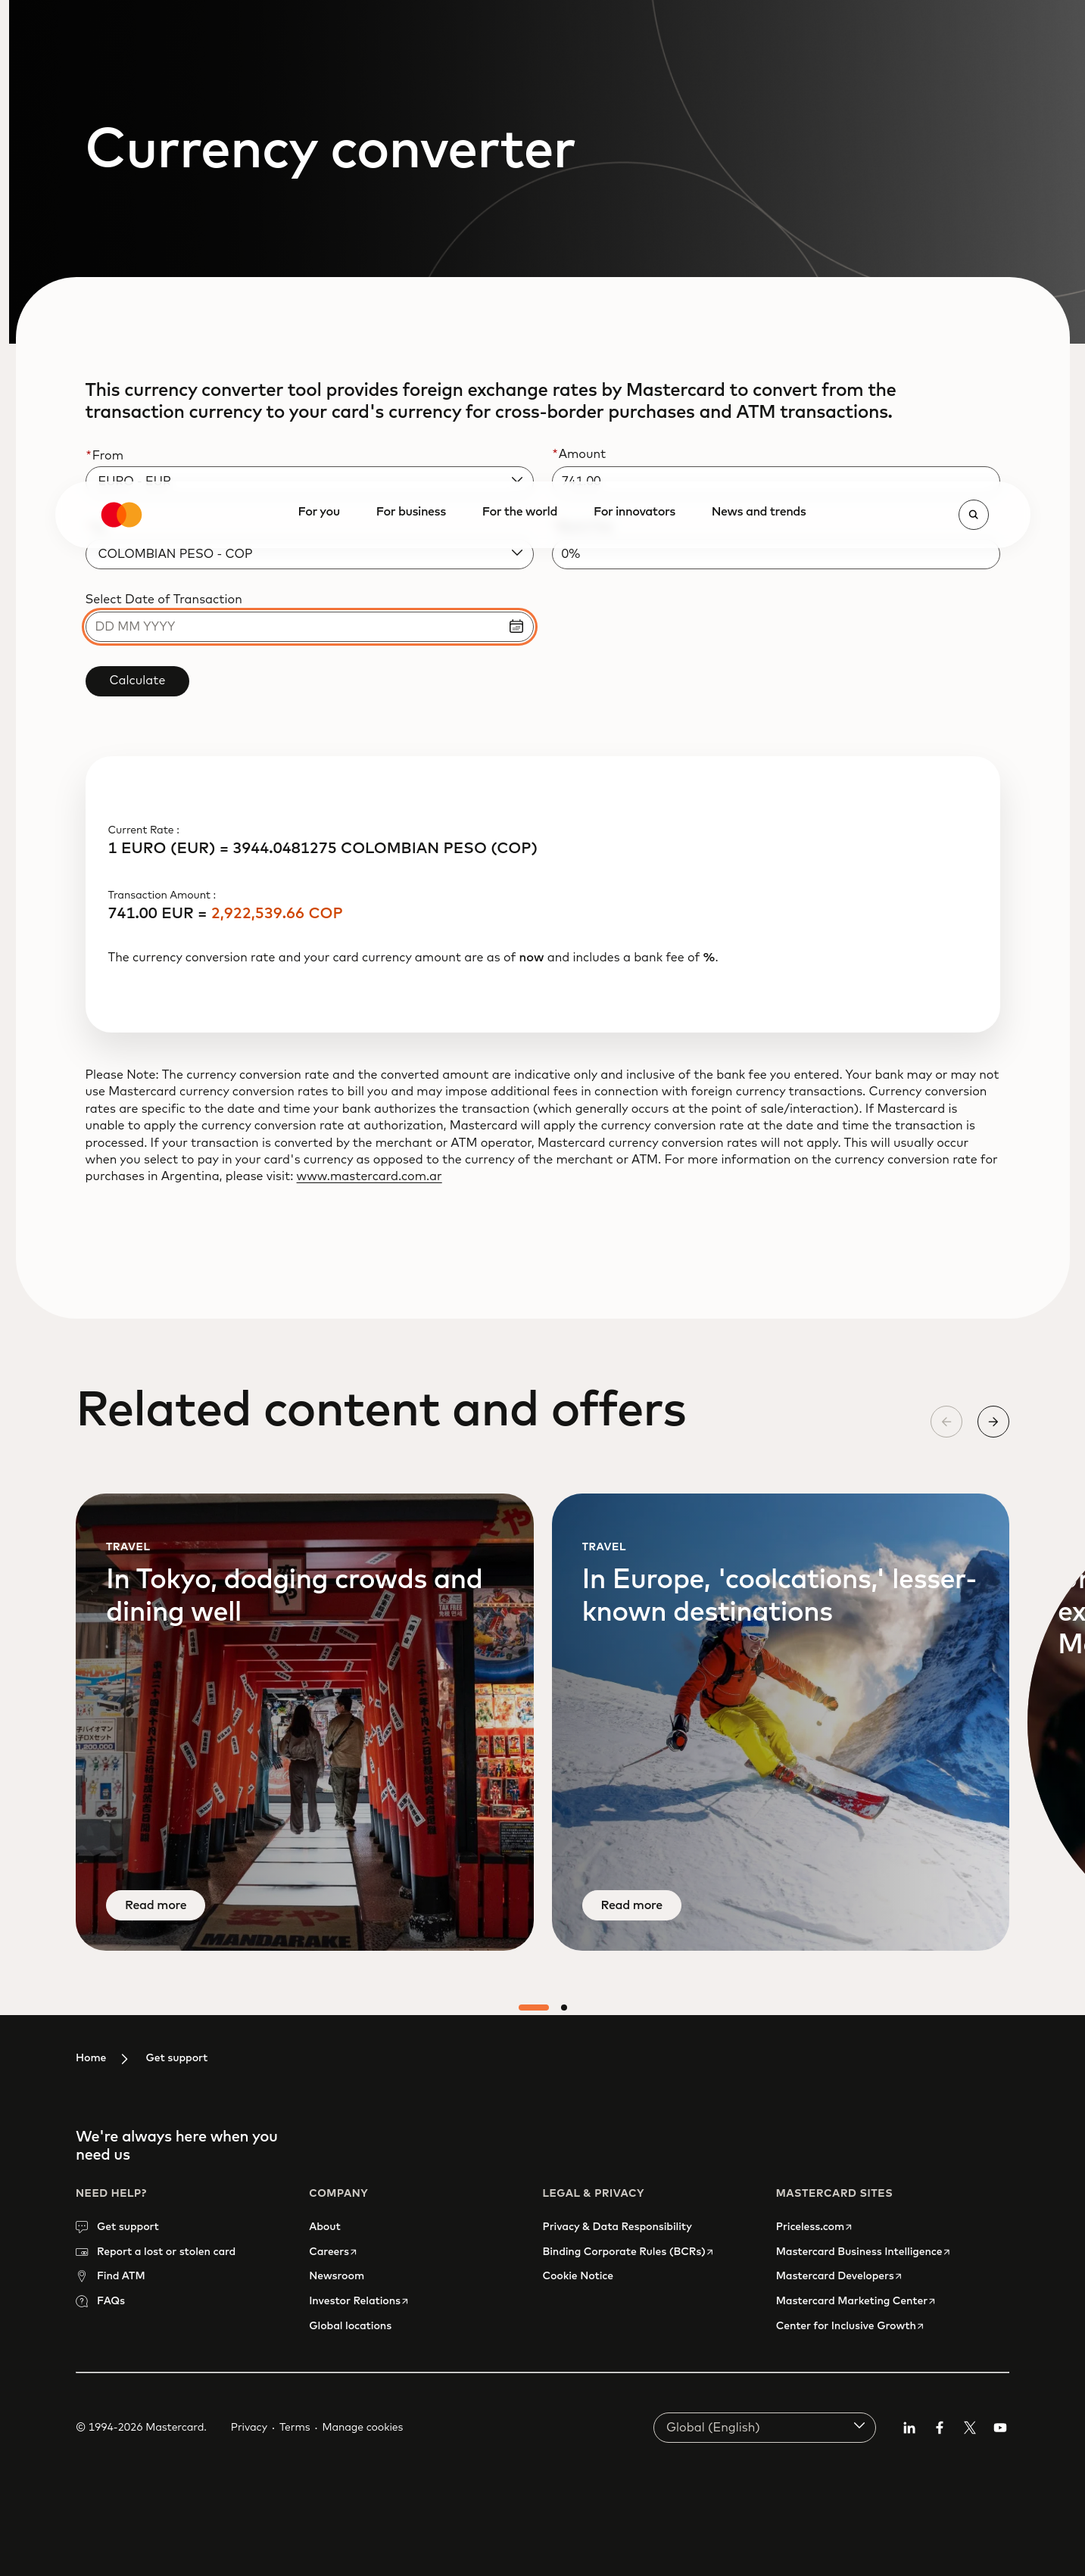 Currency converter
This currency converter tool provides foreign exchange rates by Mastercard to convert from the
transaction currency to your card's currency for cross-border purchases and ATM transactions.
*From
*Amount
EURO - EUR
741.00
For you
For business
For the world
For innovators
News and trends
COLOMBIAN PESO - COP
0%
Select Date of Transaction
DD MM YYYY
Calculate
Current Rate :
1 EURO (EUR) = 3944.0481275 COLOMBIAN PESO (COP)
Transaction Amount :
741.00 EUR = 2,922,539.66 COP
The currency conversion rate and your card currency amount are as of now and includes a bank fee of %.
Please Note: The currency conversion rate and the converted amount are indicative only and inclusive of the bank fee you entered. Your bank may or may not
use Mastercard currency conversion rates to bill you and may impose additional fees in connection with foreign currency transactions. Currency conversion
rates are specific to the date and time your bank authorizes the transaction (which generally occurs at the point of sale/interaction). If Mastercard is
unable to apply the currency conversion rate at authorization, Mastercard will apply the currency conversion rate at the date and time the transaction is
processed. If your transaction is converted by the merchant or ATM operator, Mastercard currency conversion rates will not apply. This will usually occur
when you select to pay in your card's currency as opposed to the currency of the merchant or ATM. For more information on the currency conversion rate for
purchases in Argentina, please visit: www.mastercard.com.ar
Related content and offers
TRAVEL
In Tokyo, dodging crowds and
dining well
TAX FREE
MANDARAKE
Read more
TRAVEL
In Europe, 'coolcations,' lesser-
known destinations
Read more
Home
Get support
We're always here when you
need us
NEED HELP?
Get support
Report a lost or stolen card
Find ATM
FAQs
COMPANY
About
Careers
Newsroom
Investor Relations
Global locations
LEGAL & PRIVACY
Privacy & Data Responsibility
Binding Corporate Rules (BCRs)
Cookie Notice
MASTERCARD SITES
Priceless.com
Mastercard Business Intelligence
Mastercard Developers
Mastercard Marketing Center
Center for Inclusive Growth
© 1994-2026 Mastercard.
Privacy · Terms · Manage cookies
Global (English)